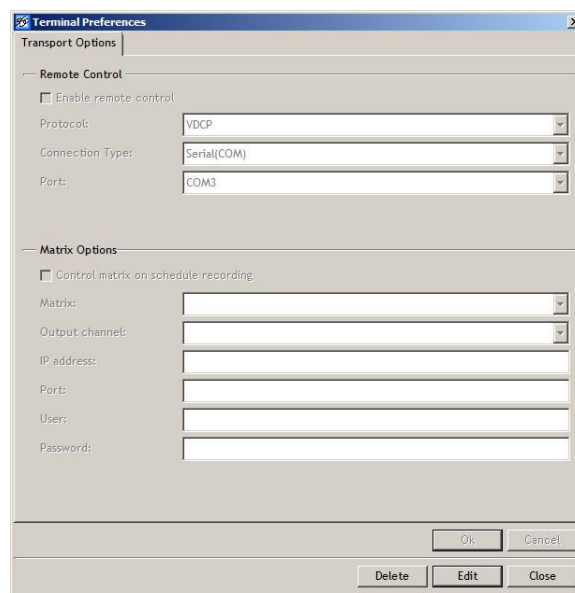 Terminal Preferences
Transport Options
Remote Control
Enable remote control
Protocol: VDCP
Connection Type: Serial(COM)
Port: COM3
Matrix Options
Control matrix on schedule recording
Matrix:
Output channel:
IP address:
Port:
User:
Password:
Ok Cancel
Delete Edit Close